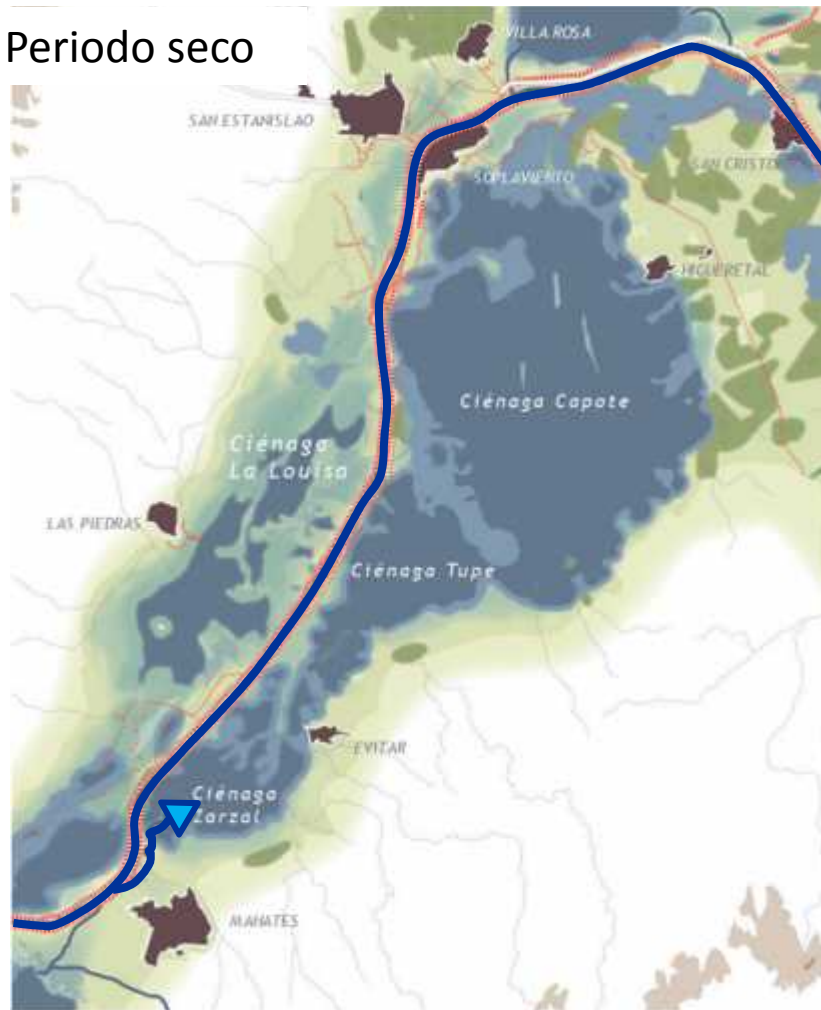 Periodo seco
VILLA ROSA
SAN ESTANISLAO
SOPLAVIENTO
SAN CRISTO
HIGUERETAL
Ciénaga Capote
Ciénaga
La Louisa
LAS PIEDRAS
Ciénaga Tupe
EVITAR
Ciénaga
Zarzal
MAHATES